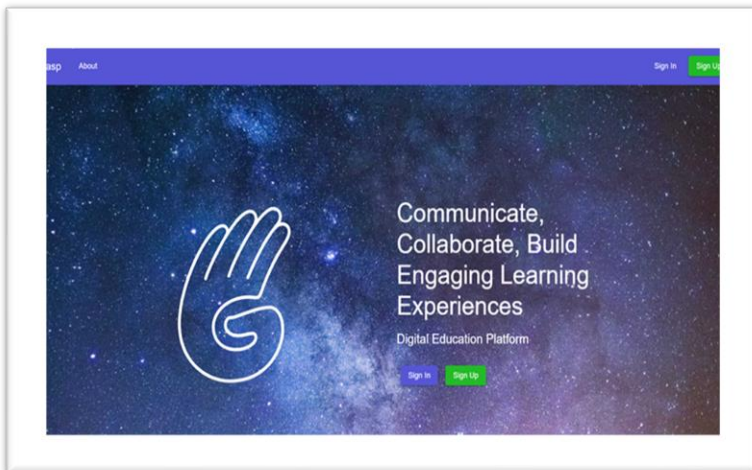 asp About Sign In Sign Up
Communicate,
Collaborate, Build
Engaging Learning
Experiences
Digital Education Platform
Sign In Sign Up